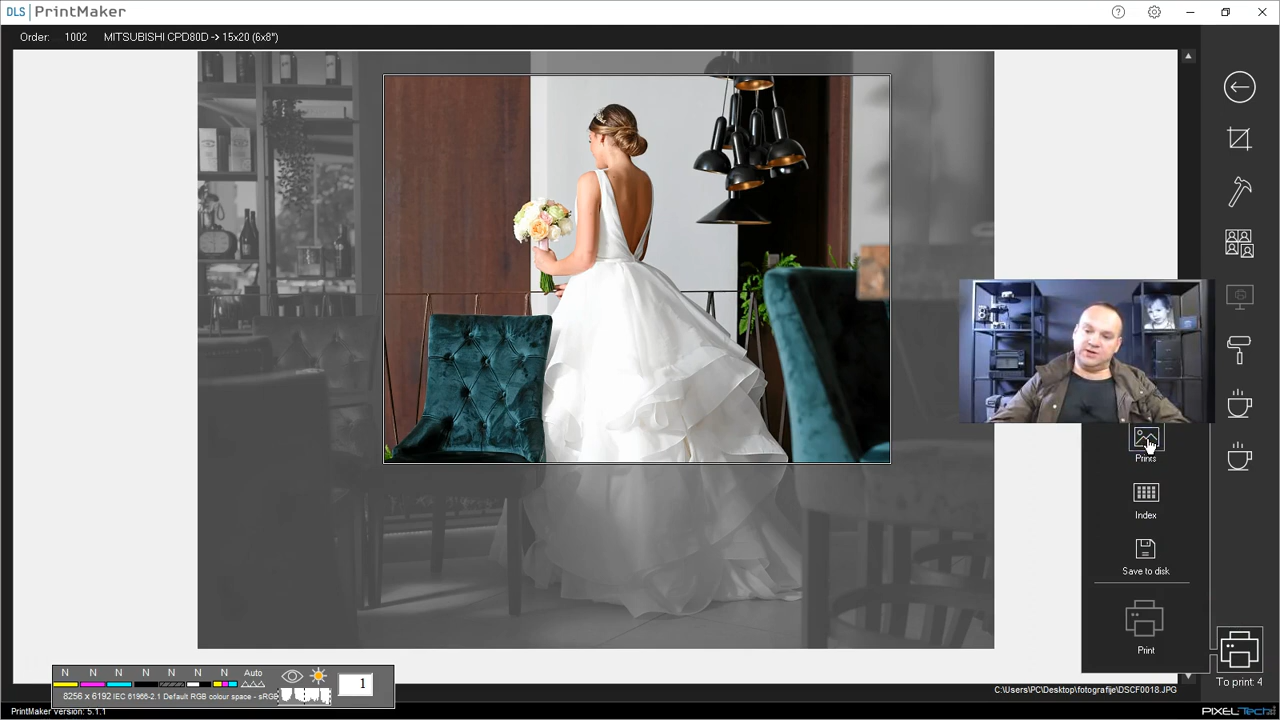 DLS | PrintMaker
Order: 1002 MITSUBISHI CPD80D -> 15x20 (6x8")
Prints
Index
Save to disk
Print
N N N N N N N Auto
1
8256 x 6192 IEC 61966-2.1 Default RGB colour space - sRGB
C:\Users\PC\Desktop\fotografije\DSCF0018.JPG
To print: 4
PrintMaker version: 5.1.1
PIXEL-Tech